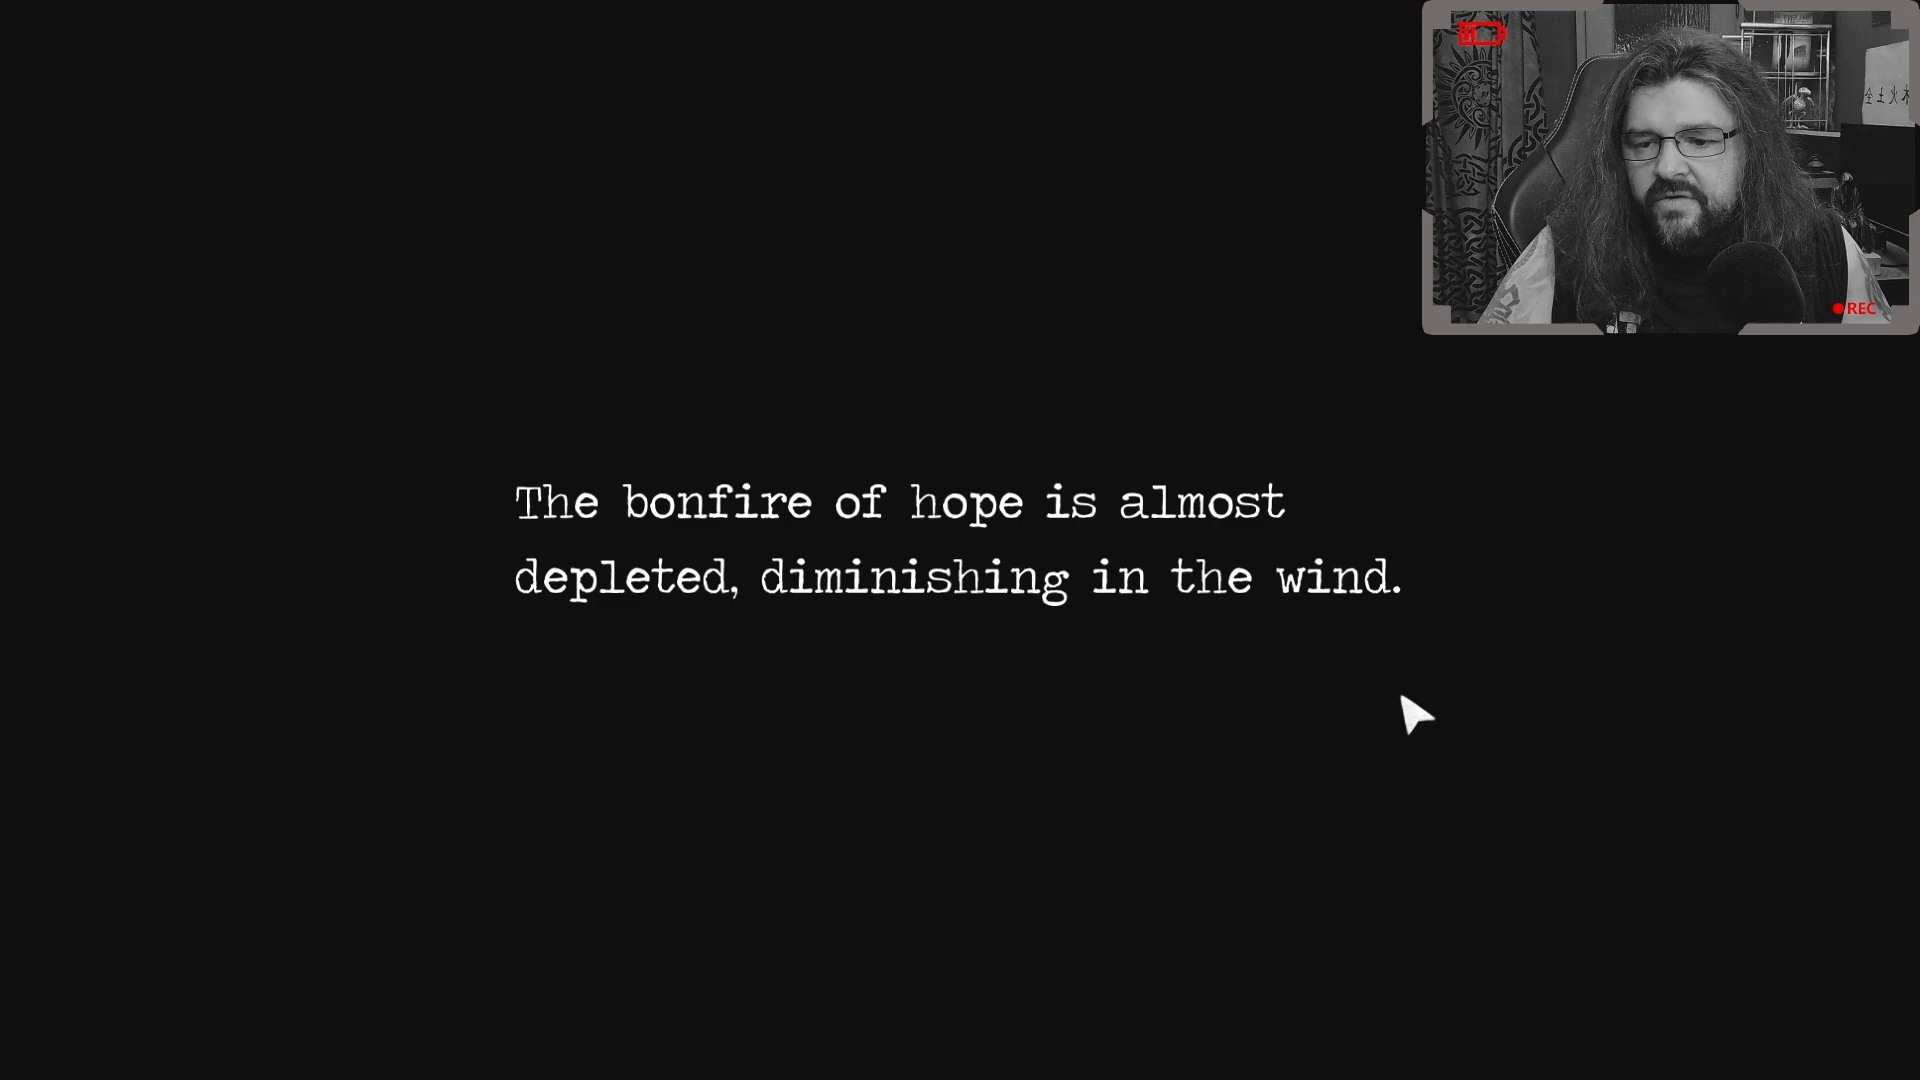 The bonfire of hope is almost
depleted, diminishing in the wind.
REC